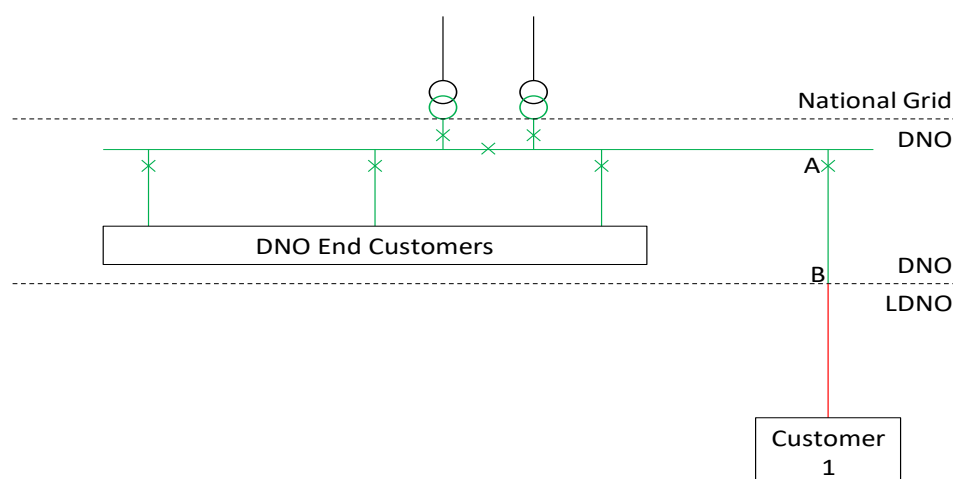 National Grid
DNO
A
DNO End Customers
DNO
B
LDNO
Customer
1